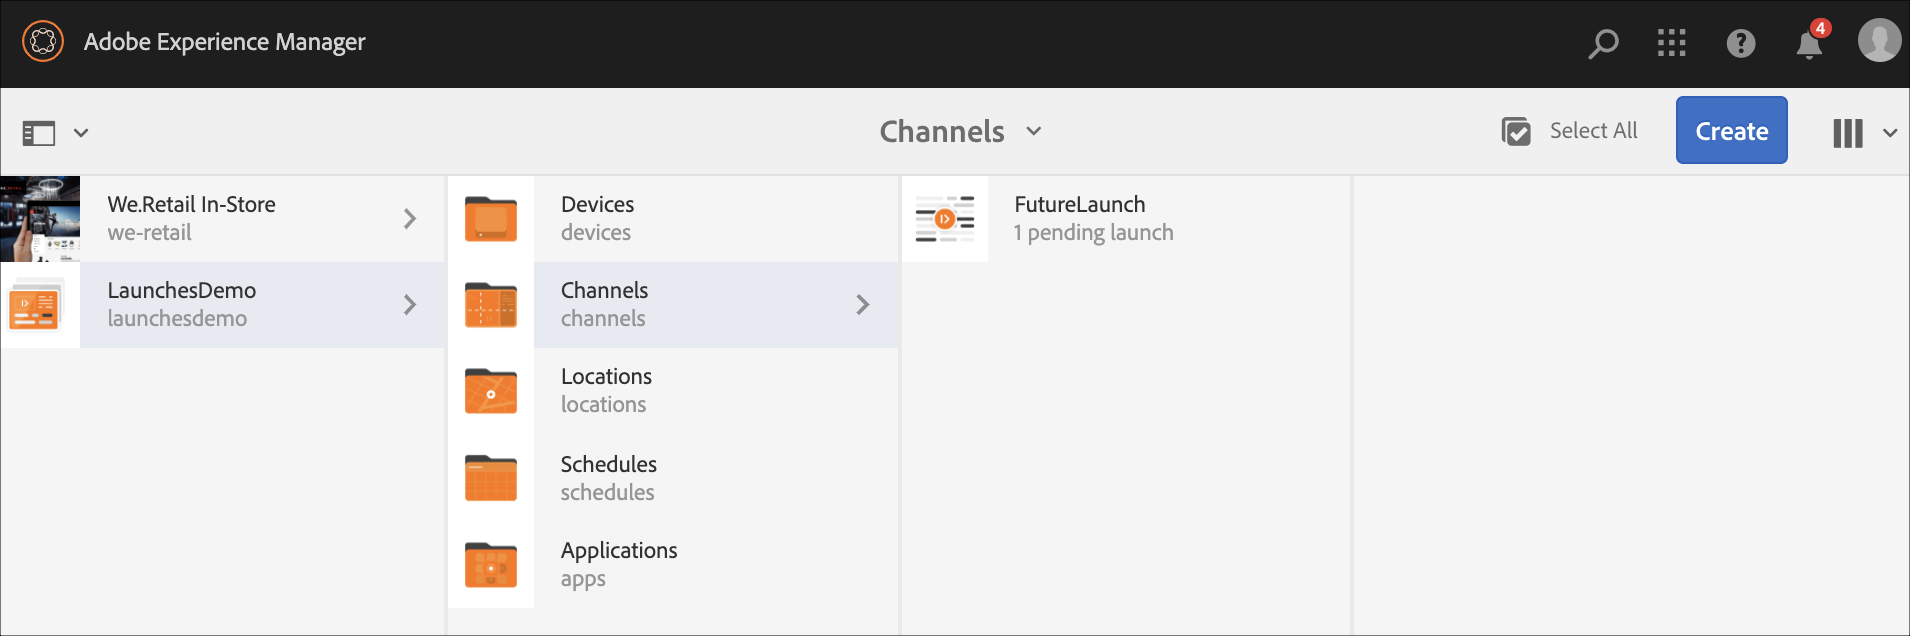 Adobe Experience Manager
4
Channels
Select All
Create
We.Retail In-Store
we-retail
LaunchesDemo
launchesdemo
Devices
devices
Channels
channels
Locations
locations
Schedules
schedules
Applications
apps
FutureLaunch
1 pending launch